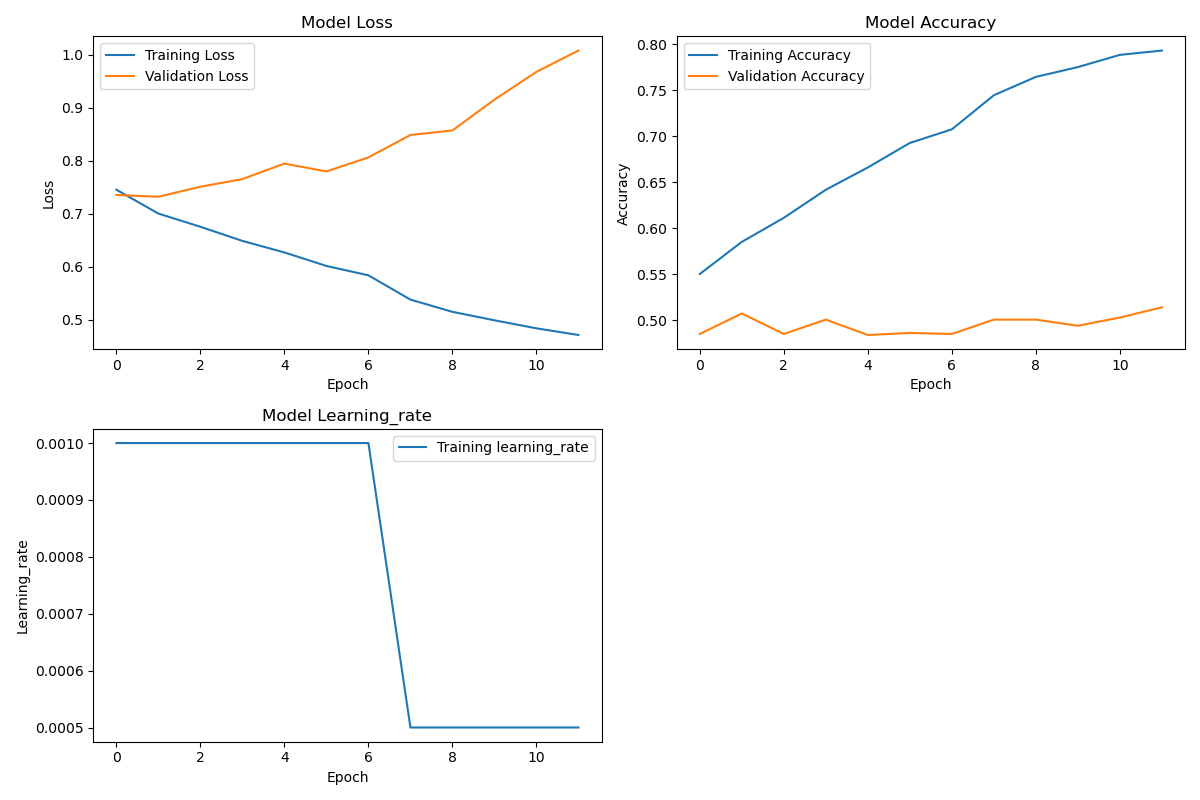 Model Loss
Training Loss
Validation Loss
1.0
0.9
0.8
0.7
0.6
0.5
Loss
0 2 4 6 8 10
Epoch
Model Accuracy
Training Accuracy
Validation Accuracy
0.80
0.75
0.70
0.65
0.60
0.55
0.50
Accuracy
0 2 4 6 8 10
Epoch
Model Learning_rate
Training learning_rate
0.0010
0.0009
0.0008
0.0007
0.0006
0.0005
Learning_rate
0 2 4 6 8 10
Epoch